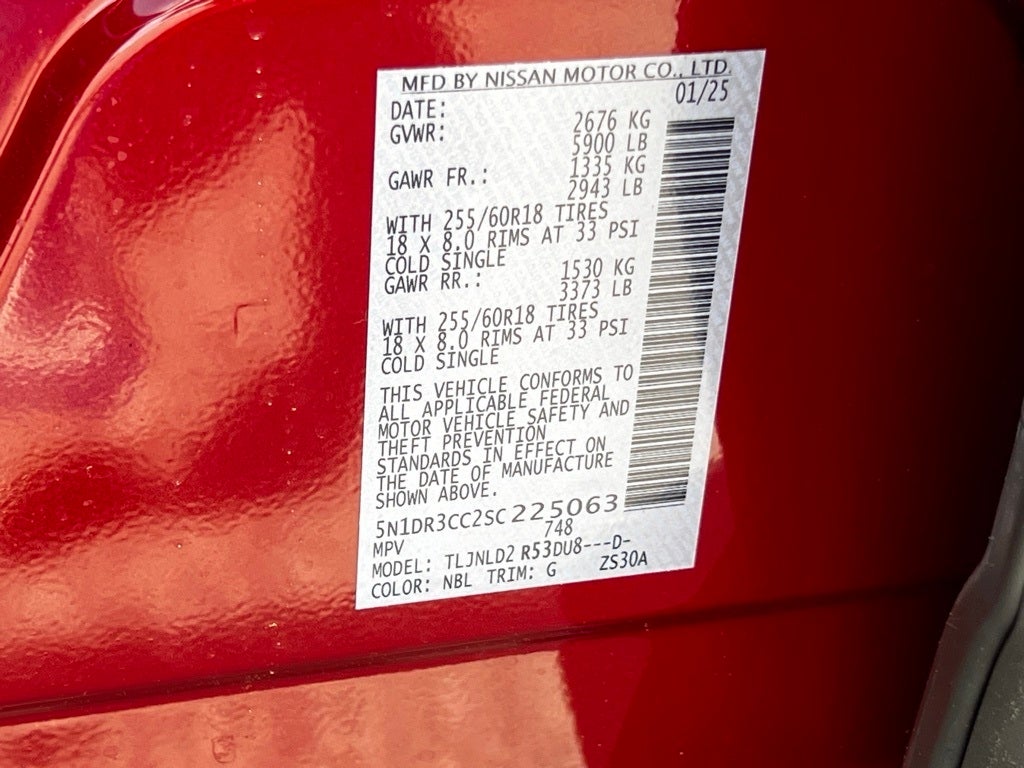 MFD BY NISSAN MOTOR CO., LTD.
DATE: 01/25
GVWR: 2676 KG
5900 LB
GAWR FR.: 1335 KG
2943 LB
WITH 255/60R18 TIRES
18 X 8.0 RIMS AT 33 PSI
COLD SINGLE
GAWR RR.: 1530 KG
3373 LB
WITH 255/60R18 TIRES
18 X 8.0 RIMS AT 33 PSI
COLD SINGLE
THIS VEHICLE CONFORMS TO
ALL APPLICABLE FEDERAL
MOTOR VEHICLE SAFETY AND
THEFT PREVENTION
STANDARDS IN EFFECT ON
THE DATE OF MANUFACTURE
SHOWN ABOVE.
5N1DR3CC2SC225063
MPV 748
MODEL: TLJNLD2 R53DU8---D-
COLOR: NBL TRIM: G ZS30A